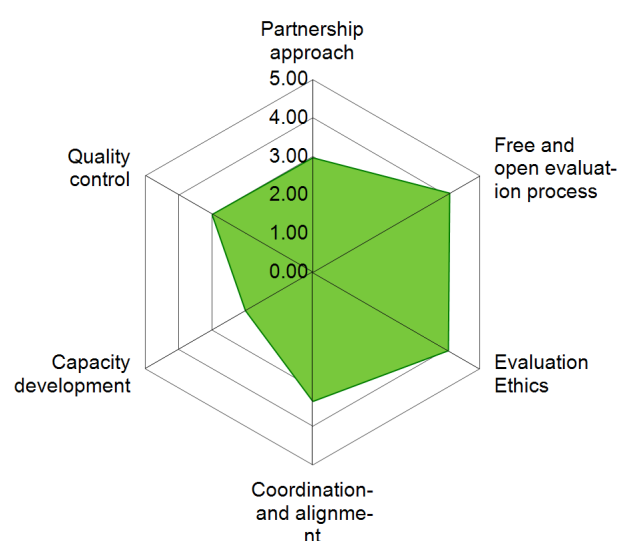 Partnership
approach
5.00
4.00
3.00
2.00
1.00
0.00
Free and
open evaluat-
ion process
Evaluation
Ethics
Coordination-
and alignme-
nt
Capacity
development
Quality
control